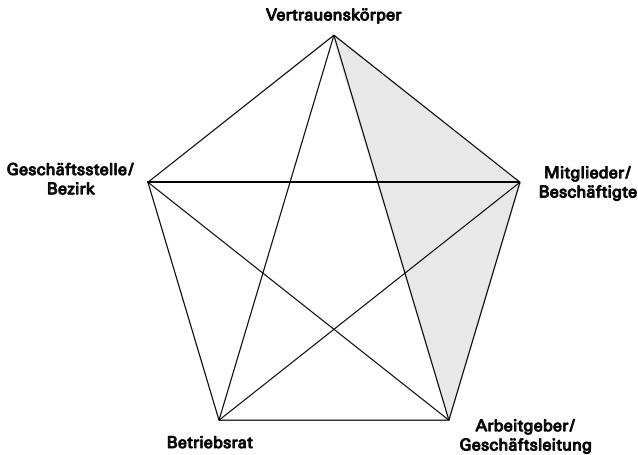 Vertrauenskörper
Geschäftsstelle/
Bezirk
Mitglieder/
Beschäftigte
Betriebsrat
Arbeitgeber/
Geschäftsleitung